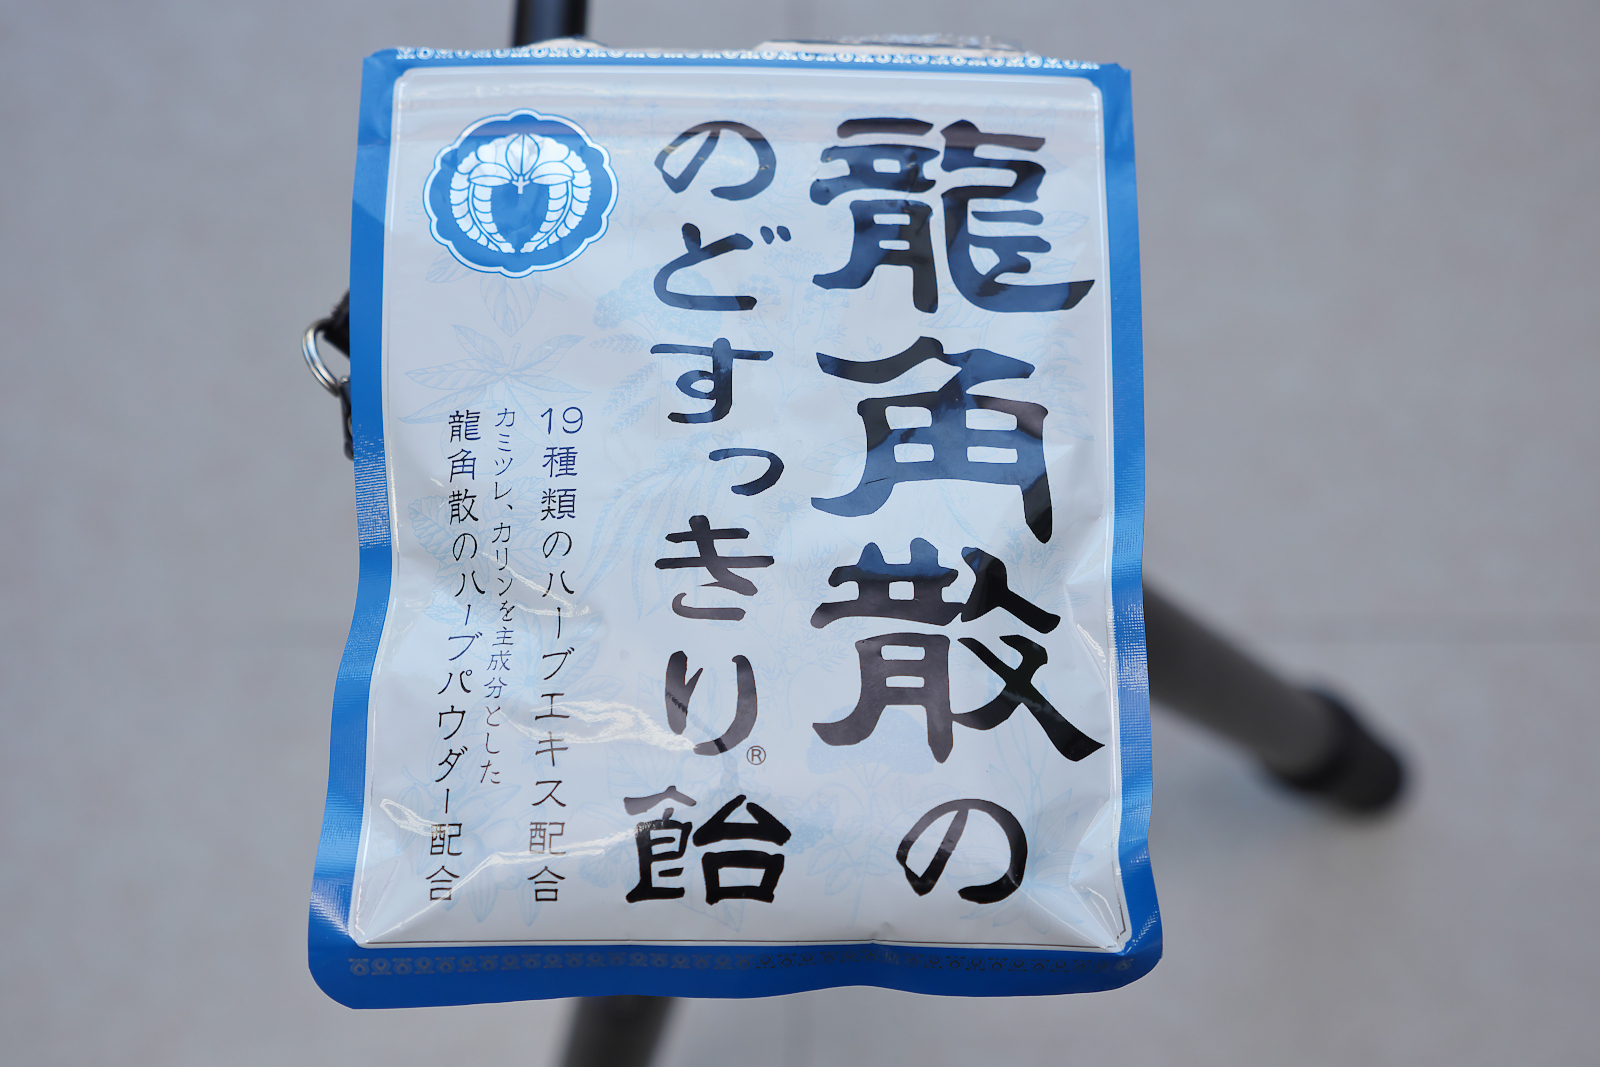 龍角散の
のどすっきり飴®
19種類のハーブエキス配合
カミツレ、カリンを主成分とした
龍角散のハーブパウダー配合